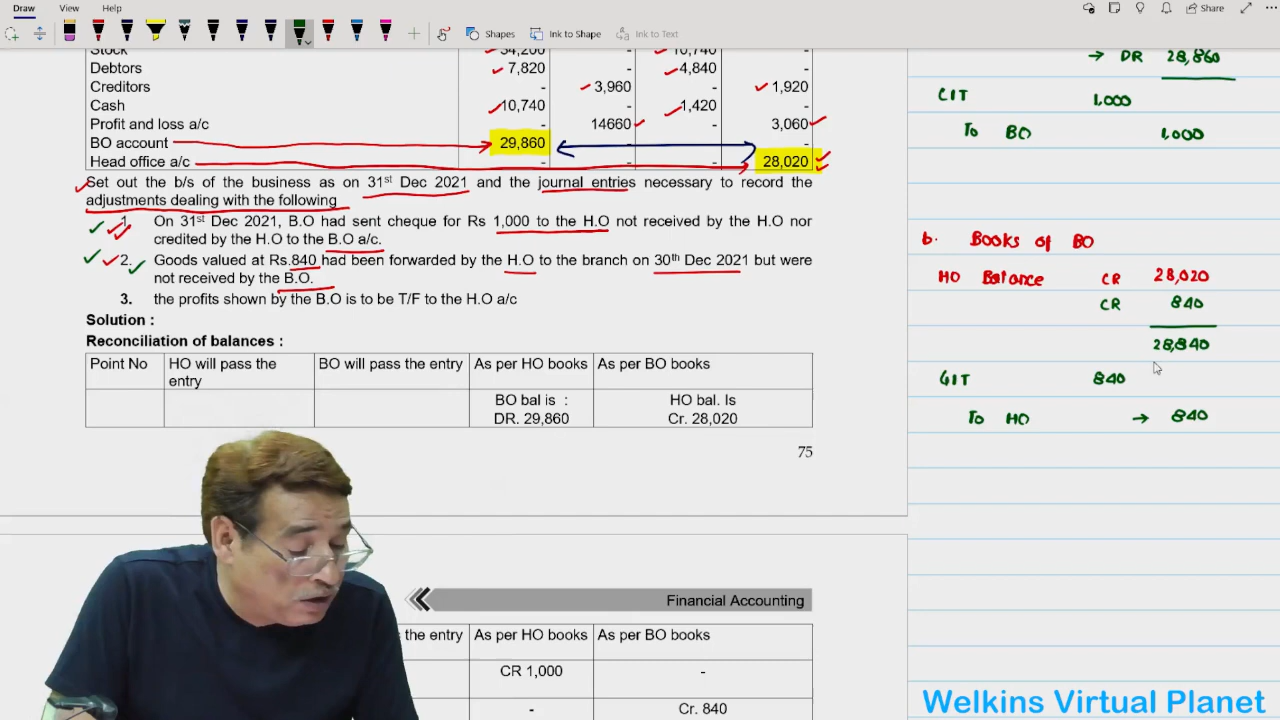 Draw View Help
Share
Shapes Ink to Shape Ink to Text
Stock 34,200 - 10,740 -
Debtors 7,820 - 4,840 -
Creditors - 3,960 - 1,920
Cash 10,740 - 1,420 -
Profit and loss a/c - 14660 - 3,060
BO account 29,860 - - -
Head office a/c - - - 28,020
Set out the b/s of the business as on 31st Dec 2021 and the journal entries necessary to record the
adjustments dealing with the following
1. On 31st Dec 2021, B.O had sent cheque for Rs 1,000 to the H.O not received by the H.O nor
credited by the H.O to the B.O a/c.
2. Goods valued at Rs.840 had been forwarded by the H.O to the branch on 30th Dec 2021 but were
not received by the B.O.
3. the profits shown by the B.O is to be T/F to the H.O a/c
Solution :
Reconciliation of balances :
Point No HO will pass the BO will pass the entry As per HO books As per BO books
entry
BO bal is : HO bal. Is
DR. 29,860 Cr. 28,020
75
Financial Accounting
the entry As per HO books As per BO books
CR 1,000 -
- Cr. 840
→ DR 28,860
CIT 1,000
To BO 1,000
b. Books of BO
HO Balance CR 28,020
CR 840
28,840
GIT 840
To HO → 840
Welkins Virtual Planet